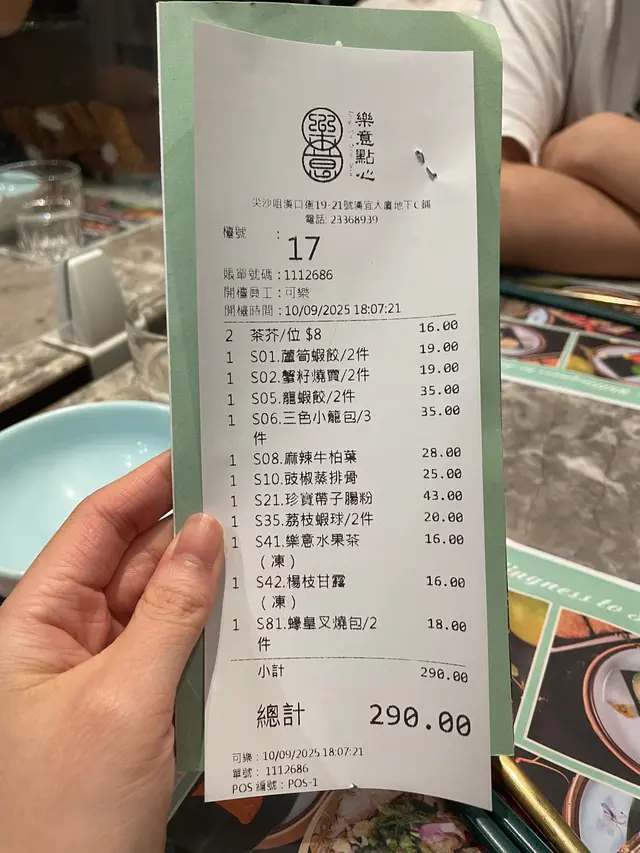 樂意點心
尖沙咀漢口道19-21號漢宜大廈地下C鋪
電話: 23368939
檯號 :
17
賬單號碼 : 1112686
開檯員工 : 可樂
開檯時間 : 10/09/2025 18:07:21
2 茶芥/位 $8 16.00
1 S01.蘆筍蝦餃/2件 19.00
1 S02.蟹籽燒賣/2件 19.00
1 S05.龍蝦餃/2件 35.00
1 S06.三色小籠包/3 35.00
件
1 S08.麻辣牛柏葉 28.00
1 S10.豉椒蒸排骨 25.00
1 S21.珍寶帶子腸粉 43.00
1 S35.荔枝蝦球/2件 20.00
1 S41.樂意水果茶 16.00
（凍）
1 S42.楊枝甘露 16.00
（凍）
1 S81.蠔皇叉燒包/2 18.00
件
小計 290.00
總計 290.00
可樂 : 10/09/2025 18:07:21
單號 : 1112686
POS 編號 : POS-1